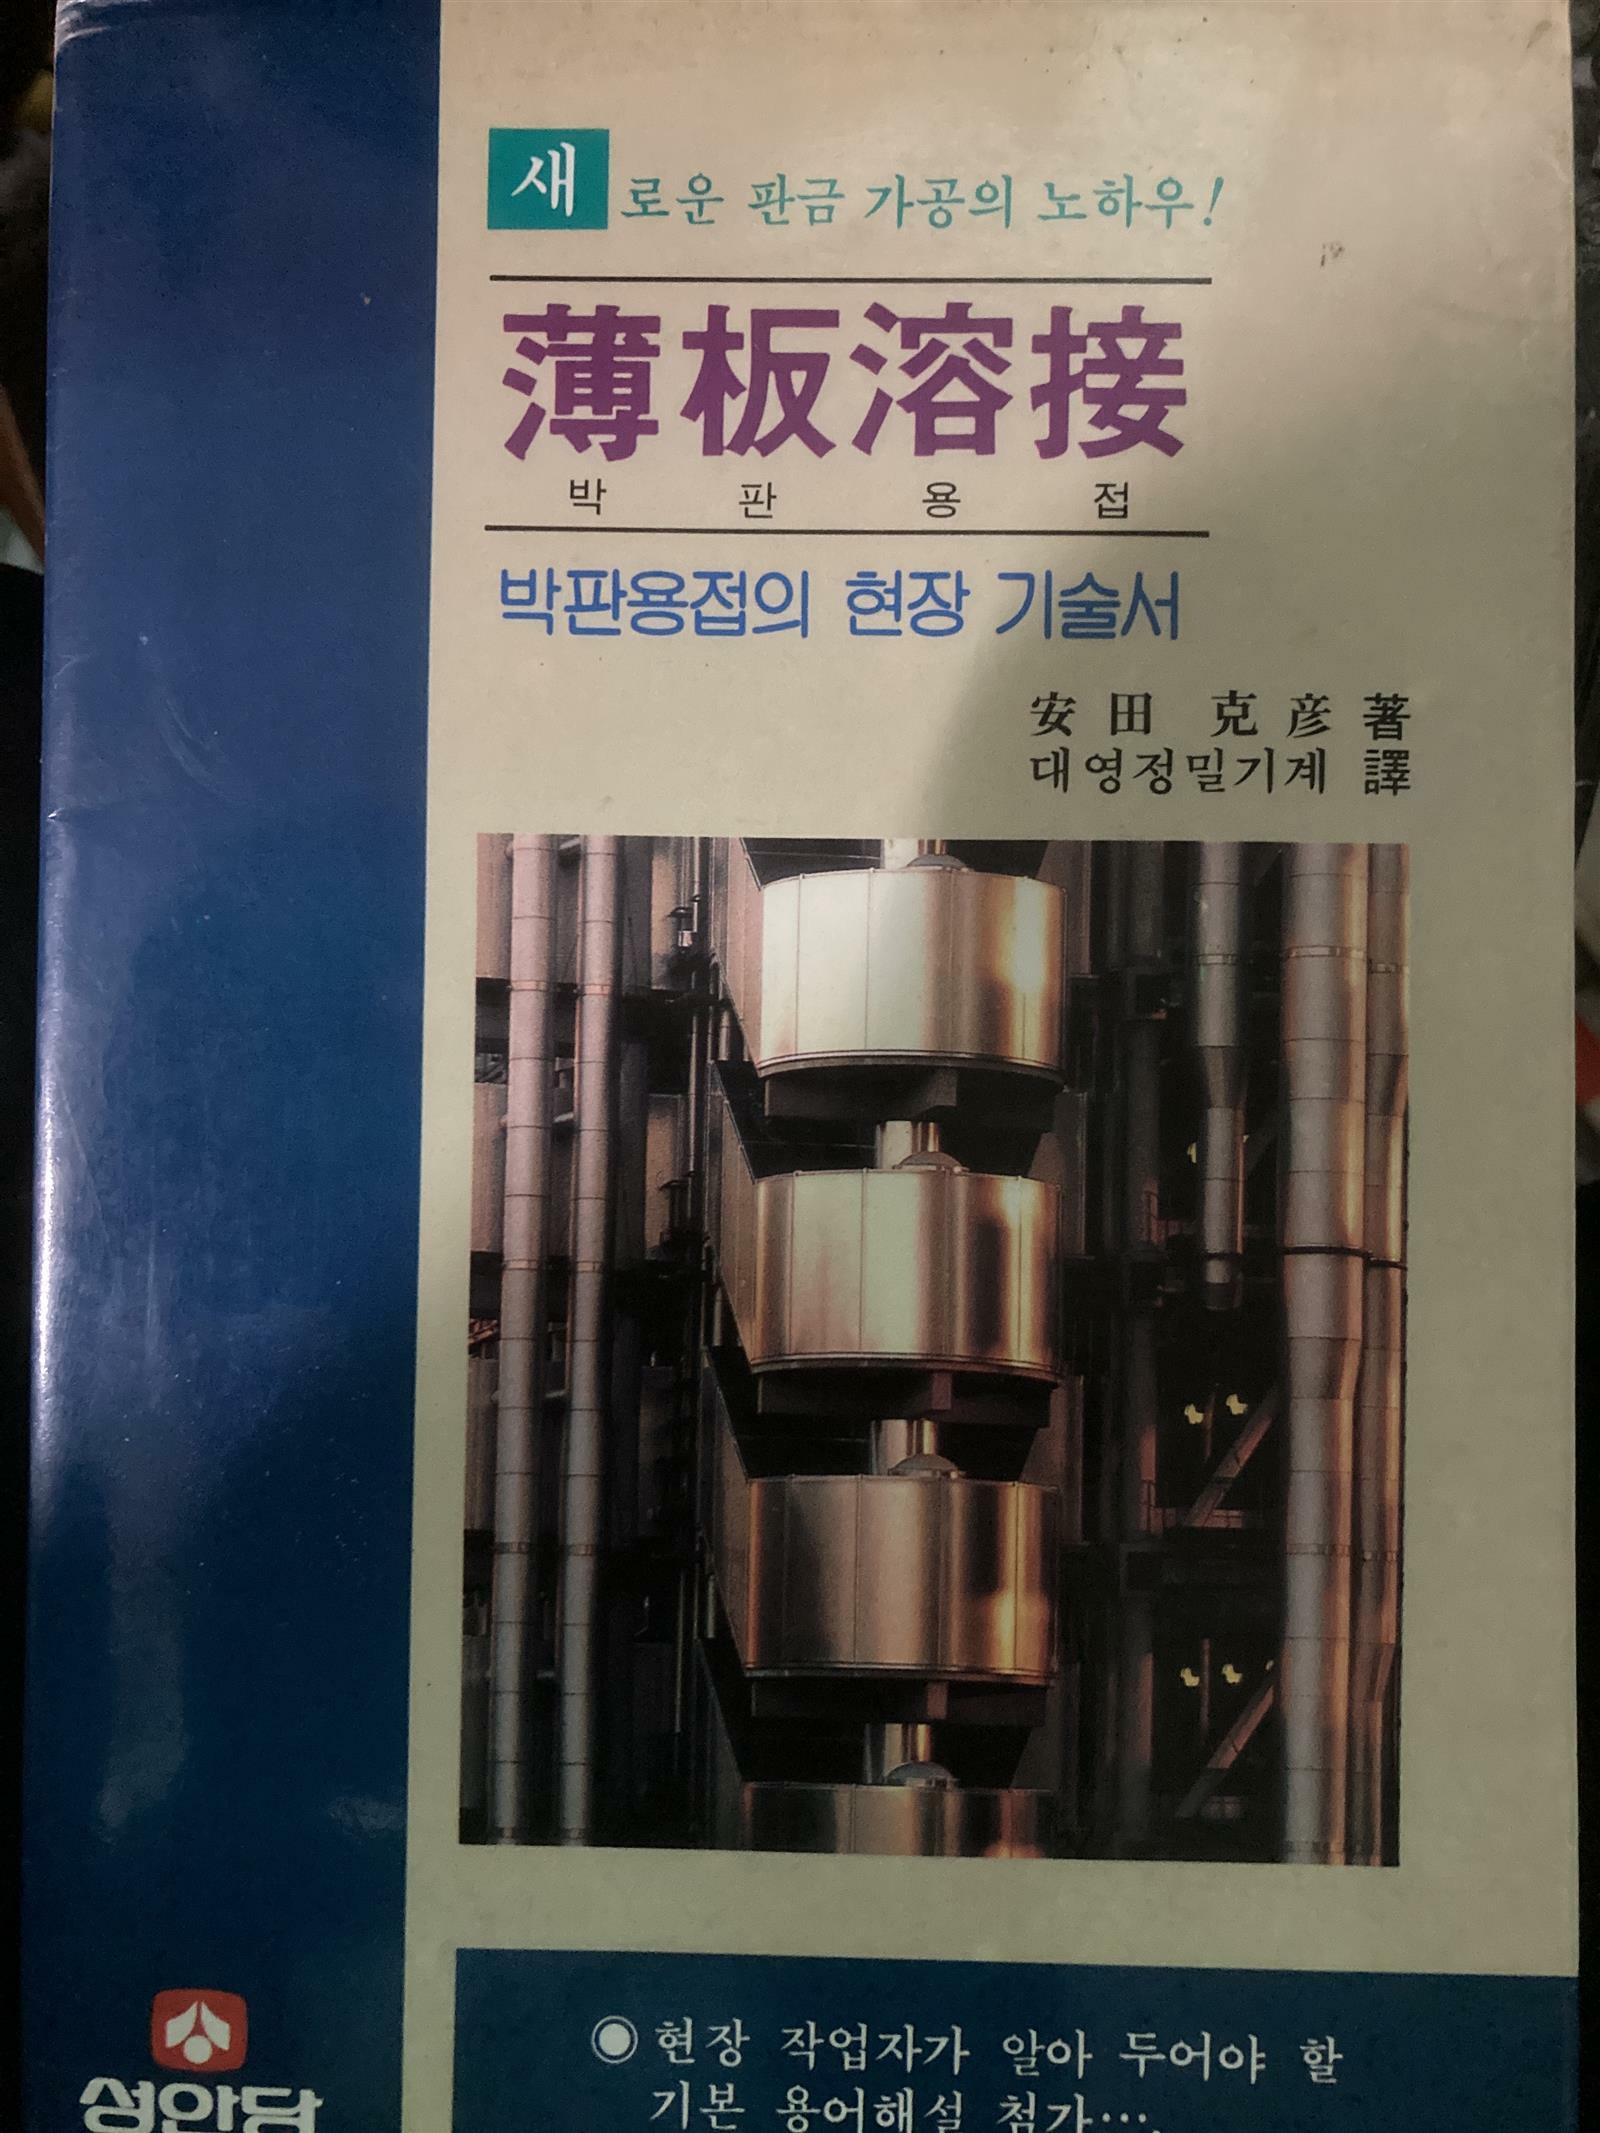 새로운 판금 가공의 노하우!
薄板溶接
박 판 용 접
박판용접의 현장 기술서
安田 克彦 著
대영정밀기계 譯
◉ 현장 작업자가 알아 두어야 할
기본 용어해설 첨가….
성안당